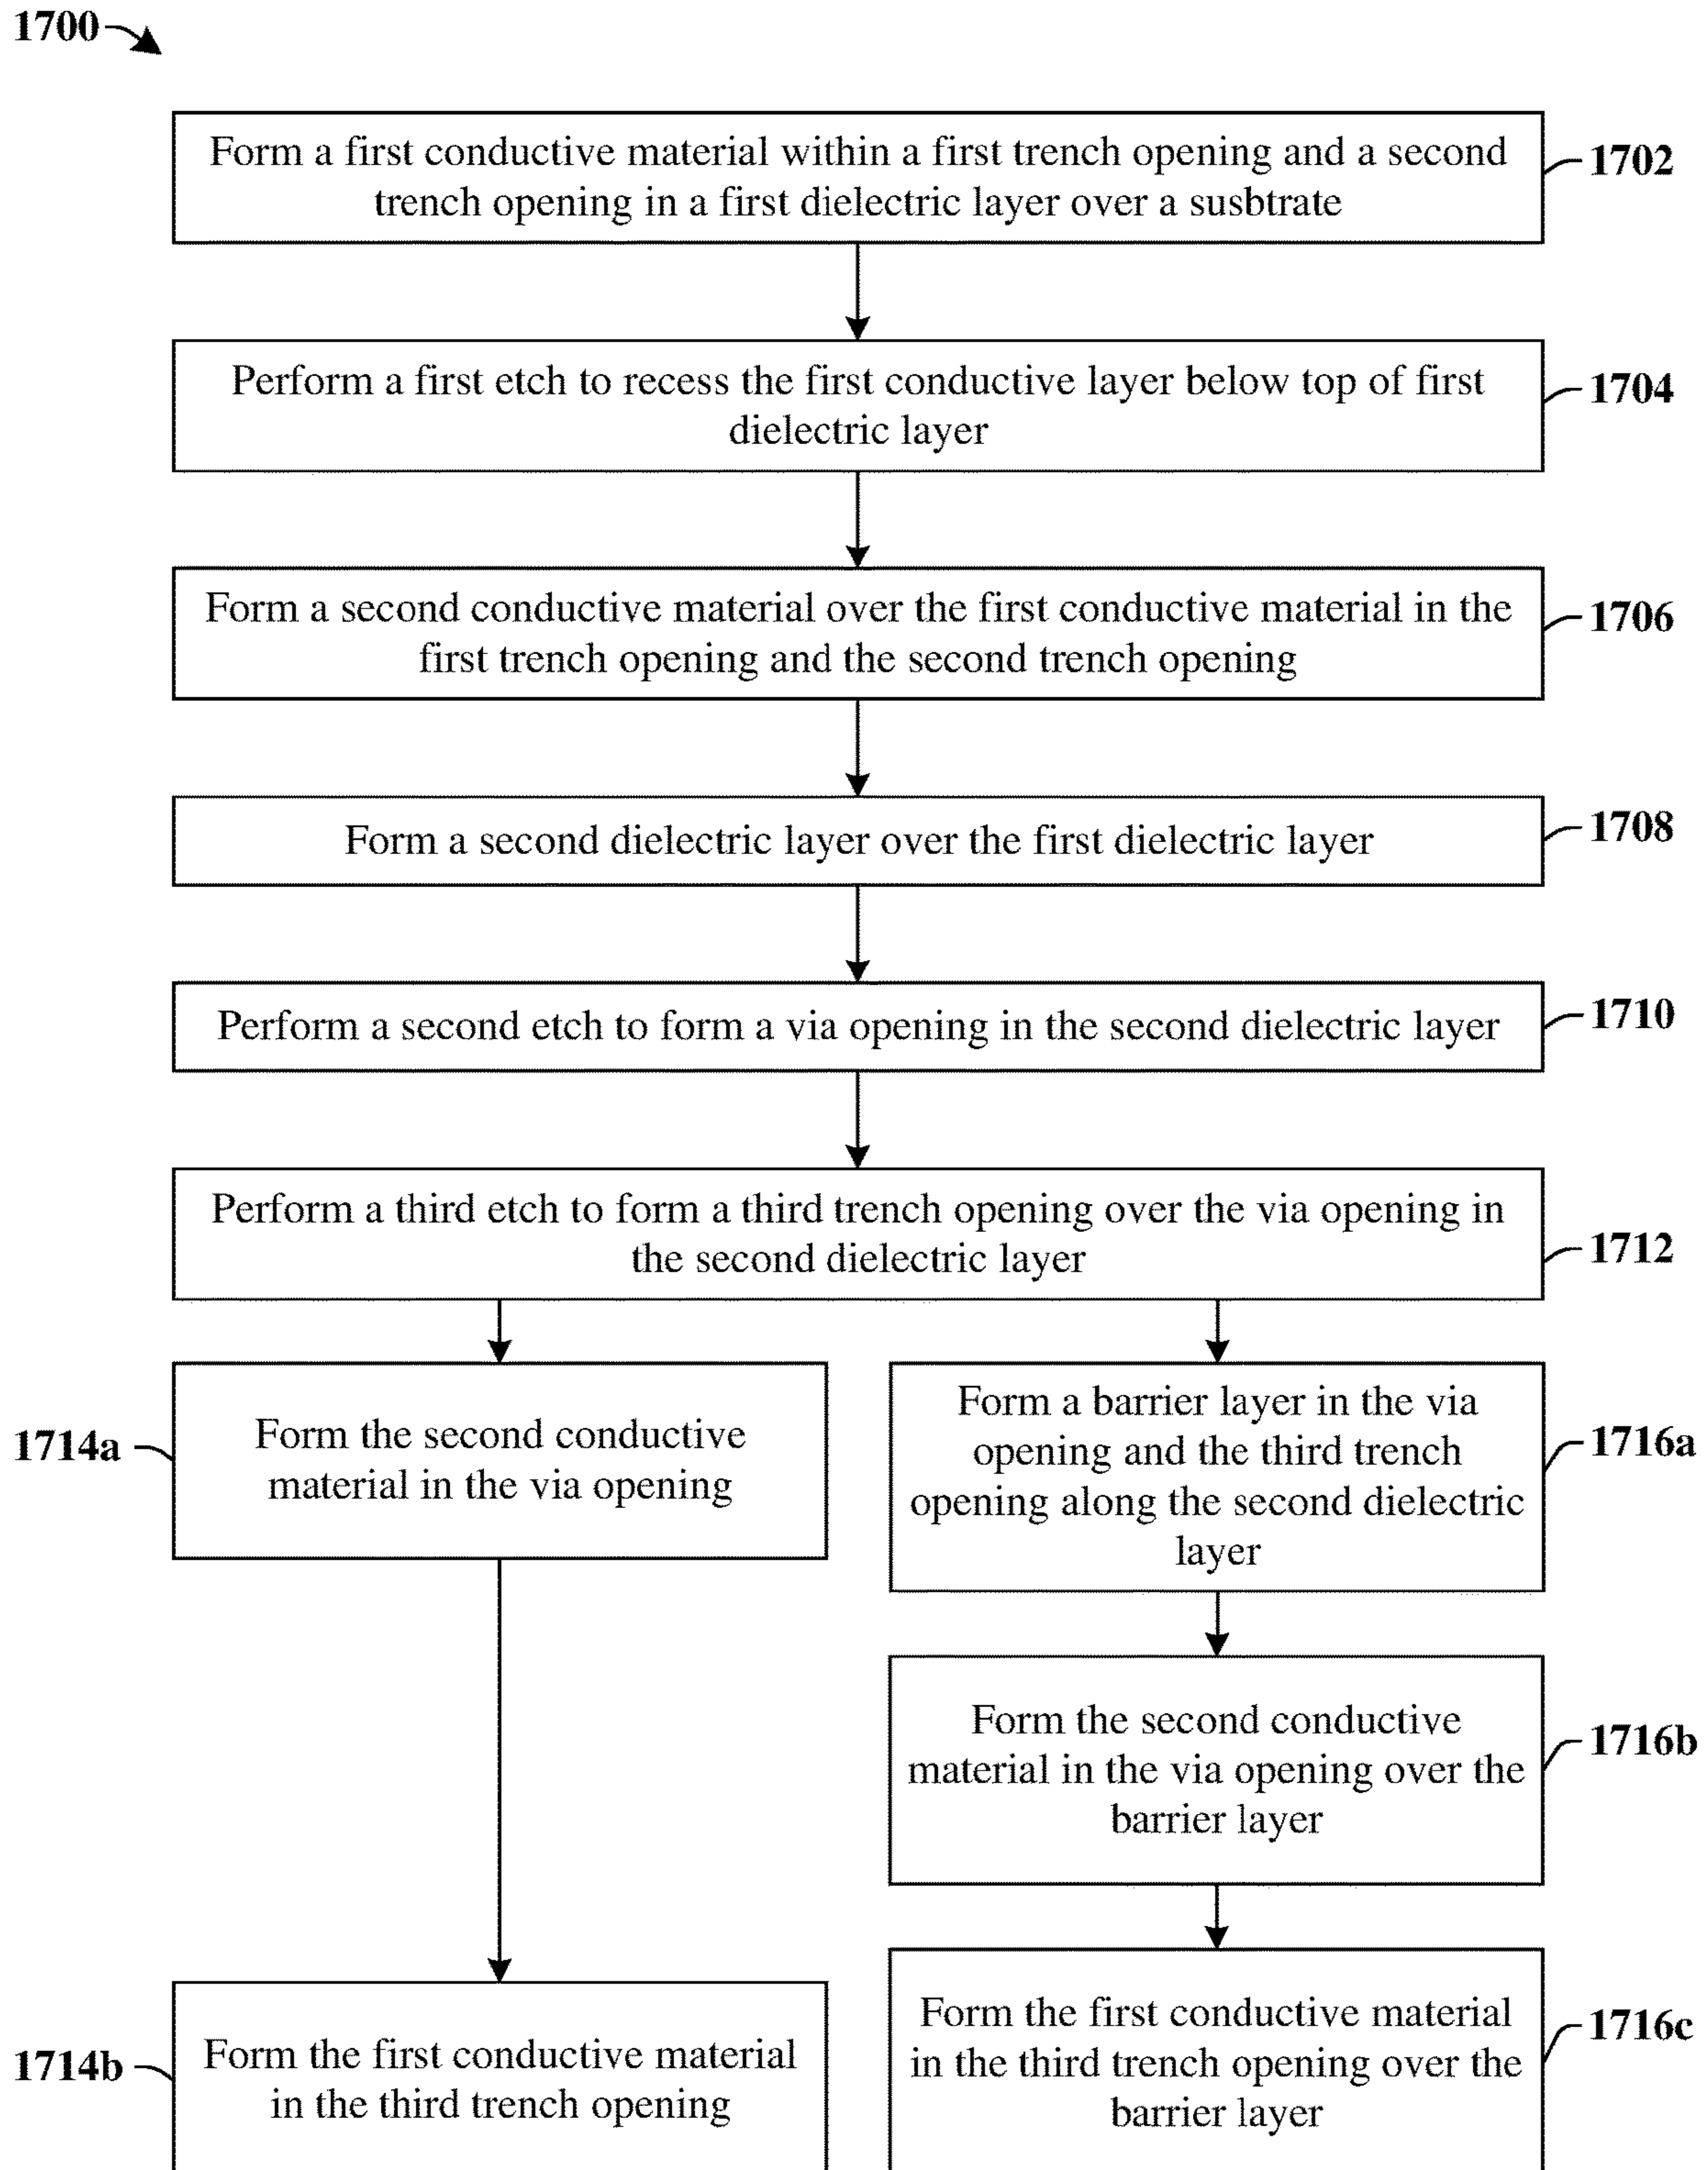 1700
Form a first conductive material within a first trench opening and a second
trench opening in a first dielectric layer over a susbtrate
1702
Perform a first etch to recess the first conductive layer below top of first
dielectric layer
1704
Form a second conductive material over the first conductive material in the
first trench opening and the second trench opening
1706
Form a second dielectric layer over the first dielectric layer
1708
Perform a second etch to form a via opening in the second dielectric layer
1710
Perform a third etch to form a third trench opening over the via opening in
the second dielectric layer
1712
1714a
Form the second conductive
material in the via opening
Form a barrier layer in the via
opening and the third trench
opening along the second dielectric
layer
1716a
Form the second conductive
material in the via opening over the
barrier layer
1716b
1714b
Form the first conductive material
in the third trench opening
Form the first conductive material
in the third trench opening over the
barrier layer
1716c